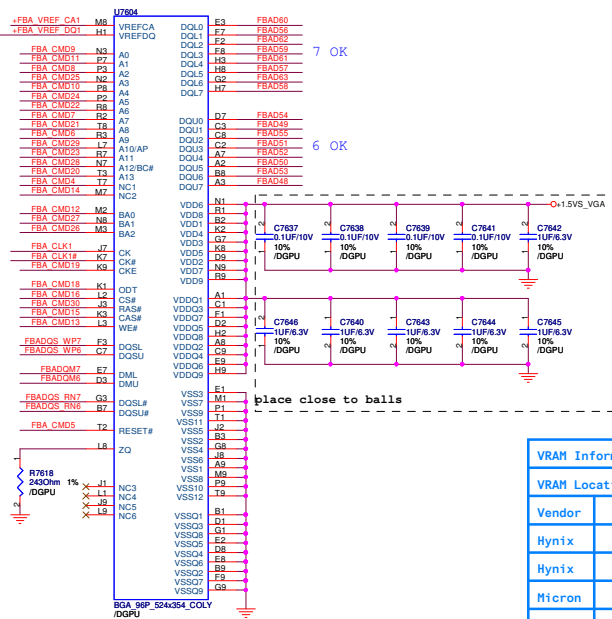 U7604
+FBA_VREF_CA1 M8 VREFCA DQL0 E3 FBAD60
+FBA_VREF_DQ1 H1 VREFDQ DQL1 F7 FBAD56
DQL2 F2 FBAD62
FBA_CMD9 N3 A0 DQL3 F8 FBAD59 7 OK
FBA_CMD11 P7 A1 DQL4 H3 FBAD61
FBA_CMD8 P3 A2 DQL5 H8 FBAD57
FBA_CMD25 N2 A3 DQL6 G2 FBAD63
FBA_CMD10 P8 A4 DQL7 H7 FBAD58
FBA_CMD24 P2 A5
FBA_CMD22 R8 A6
FBA_CMD7 R2 A7 DQU0 D7 FBAD54
FBA_CMD21 T8 A8 DQU1 C3 FBAD49
FBA_CMD6 R3 A9 DQU2 C8 FBAD55
FBA_CMD29 L7 A10/AP DQU3 C2 FBAD51 6 OK
FBA_CMD23 R7 A11 DQU4 A7 FBAD52
FBA_CMD28 N7 A12/BC# DQU5 A2 FBAD50
FBA_CMD20 T3 A13 DQU6 B8 FBAD53
FBA_CMD4 T7 NC1 DQU7 A3 FBAD48
FBA_CMD14 M7 NC2
VDD6 N1 +1.5VS_VGA
FBA_CMD12 M2 BA0 VDD8 R1
FBA_CMD27 N8 BA1 VDD1 B2
FBA_CMD26 M3 BA2 VDD4 K2
VDD3 G7
FBA_CLK1 J7 CK VDD5 K8
FBA_CLK1# K7 CK# VDD2 D9
FBA_CMD19 K9 CKE VDD7 N9
VDD9 R9
C7637 0.1UF/10V 10% /DGPU
C7638 0.1UF/10V 10% /DGPU
C7639 0.1UF/10V 10% /DGPU
C7641 0.1UF/10V 10% /DGPU
C7642 1UF/6.3V 10% /DGPU
FBA_CMD18 K1 ODT
FBA_CMD16 L2 CS# VDDQ1 A1
FBA_CMD30 J3 RAS# VDDQ3 C1
FBA_CMD15 K3 CAS# VDDQ7 F1
FBA_CMD13 L3 WE# VDDQ5 D2
VDDQ8 H2
FBADQS_WP7 F3 DQSL VDDQ2 A8
FBADQS_WP6 C7 DQSU VDDQ4 C9
VDDQ6 E9
FBADQM7 E7 DML VDDQ9 H9
FBADQM6 D3 DMU
C7646 1UF/6.3V 10% /DGPU
C7640 1UF/6.3V 10% /DGPU
C7643 1UF/6.3V 10% /DGPU
C7644 1UF/6.3V 10% /DGPU
C7645 1UF/6.3V 10% /DGPU
place close to balls
VSS3 E1
FBADQS_RN7 G3 DQSL# VSS7 M1
FBADQS_RN6 B7 DQSU# VSS9 P1
VSS11 T1
FBA_CMD5 T2 RESET# VSS5 J2
VSS2 B3
L8 ZQ VSS4 G8
VSS6 J8
VSS1 A9
VSS8 M9
R7618 243Ohm 1% /DGPU
J1 NC3 VSS10 P9
L1 NC4 VSS12 T9
J9 NC5
L9 NC6 VSSQ1 B1
VSSQ3 D1
VSSQ8 G1
VSSQ5 E2
VSSQ4 D8
VSSQ6 E8
VSSQ2 B9
VSSQ7 F9
VSSQ9 G9
BGA_96P_524x354_COLY
/DGPU
VRAM Infor
VRAM Locat
Vendor
Hynix
Hynix
Micron